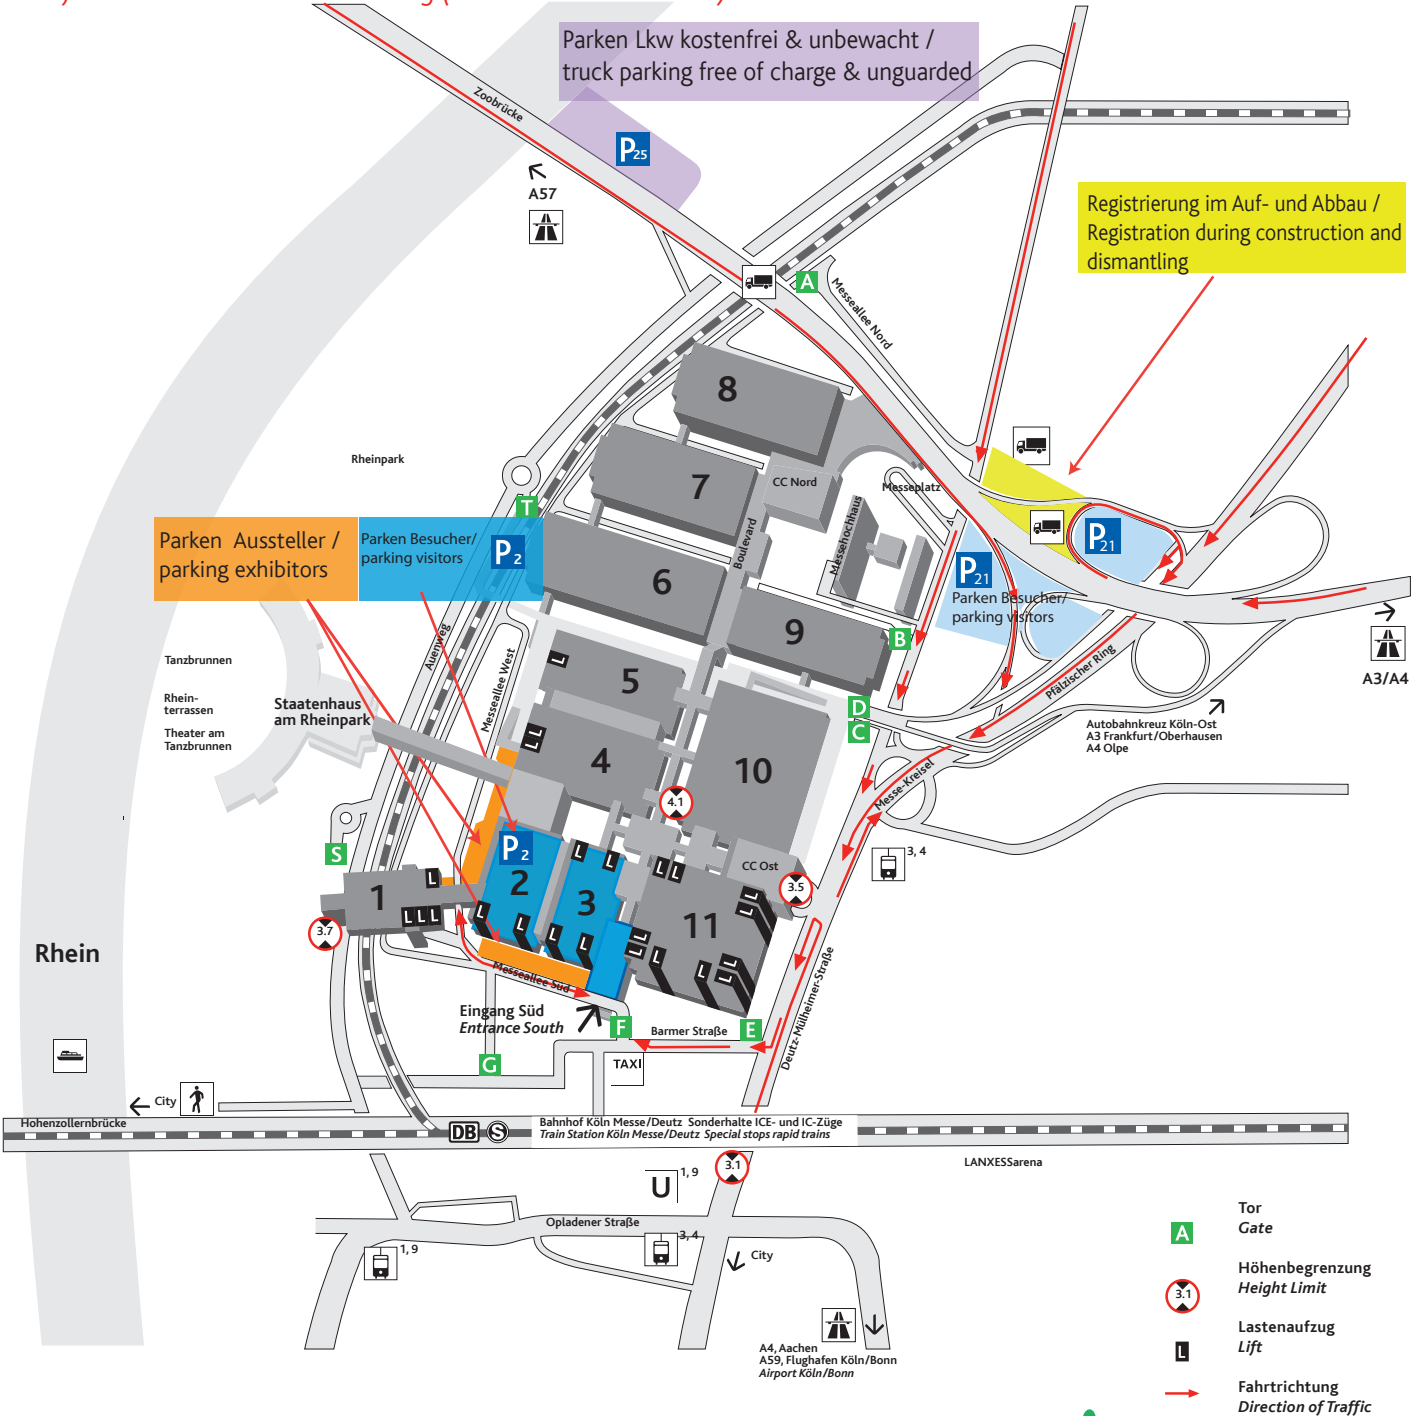 Parken Lkw kostenfrei & unbewacht /
truck parking free of charge & unguarded
Zoobrücke
P25
A57
Registrierung im Auf- und Abbau /
Registration during construction and
dismantling
A
Messeallee Nord
8
Rheinpark
7
CC Nord
Messeplatz
T
Boulevard
Messehochhaus
P21
P21
Parken Besucher/
parking visitors
Parken Aussteller /
parking exhibitors
Parken Besucher/
parking visitors
P2
6
9
B
Auenweg
Messeallee West
Tanzbrunnen
Rhein-
terrassen
Theater am
Tanzbrunnen
Staatenhaus
am Rheinpark
L
5
Pfälzischer Ring
A3/A4
D
C
Autobahnkreuz Köln-Ost
A3 Frankfurt/Oberhausen
A4 Olpe
L
L
4
10
Messe-Kreisel
4.1
S
P2
L
L
L
L
CC Ost
3.5
3, 4
1
L
L L L
2
3
11
L
L
3.7
L
L
L
L
L
L
L
L
L
L
Rhein
Messeallee Süd
Deutz-Mülheimer-Straße
Eingang Süd
Entrance South
F
Barmer Straße
E
G
TAXI
City
Hohenzollernbrücke
DB
S
Bahnhof Köln Messe/Deutz Sonderhalte ICE- und IC-Züge
Train Station Köln Messe/Deutz Special stops rapid trains
LANXESSarena
U
1, 9
3.1
Opladener Straße
1, 9
3, 4
City
A4, Aachen
A59, Flughafen Köln/Bonn
Airport Köln/Bonn
A
Tor
Gate
3.1
Höhenbegrenzung
Height Limit
L
Lastenaufzug
Lift
Fahrtrichtung
Direction of Traffic